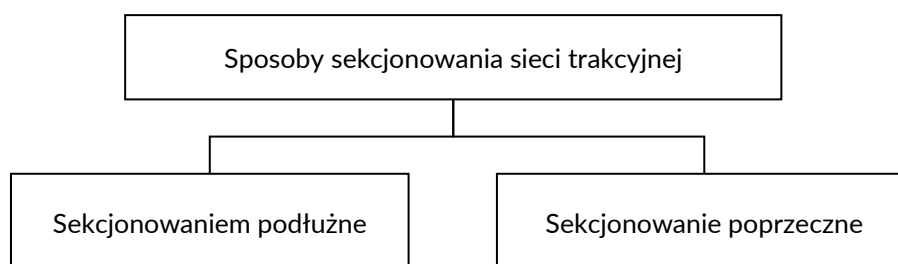 Sposoby sekcjonowania sieci trakcyjnej
Sekcjonowaniem podłużne
Sekcjonowanie poprzeczne